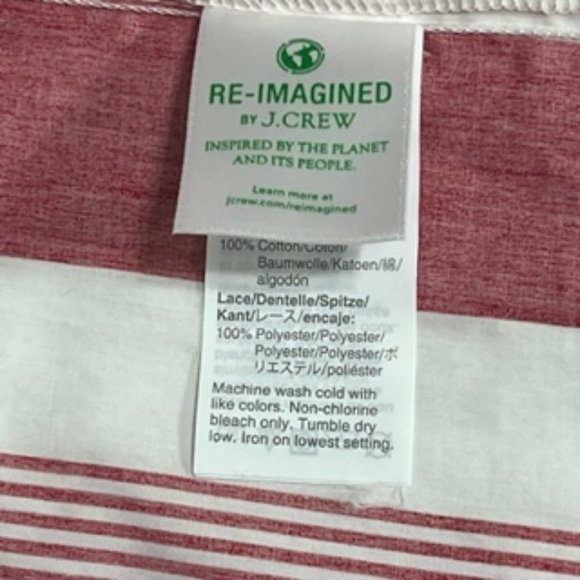 RE-IMAGINED
BY J.CREW
INSPIRED BY THE PLANET
AND ITS PEOPLE.
Learn more at
jcrew.com/reimagined
100% Cotton/Coton/
Baumwolle/Katoen/綿/
algodón
Lace/Dentelle/Spitze/
Kant/レース/encaje:
100% Polyester/Polyester/
Polyester/Polyester/ポ
リエステル/poliéster
Machine wash cold with
like colors. Non-chlorine
bleach only. Tumble dry
low. Iron on lowest setting.